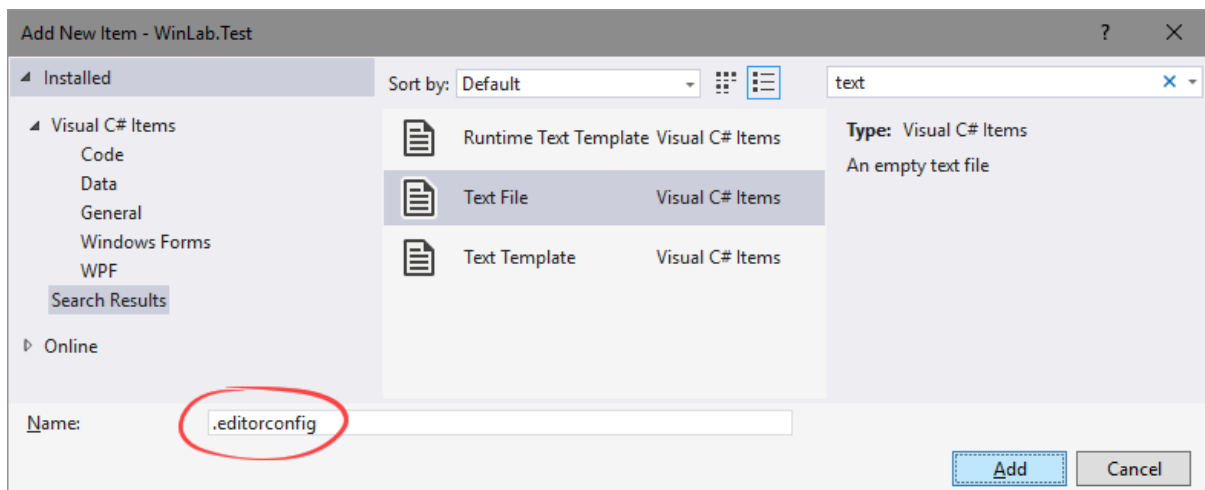 Add New Item - WinLab.Test
?
Installed
Sort by: Default
text
Visual C# Items
Code
Data
General
Windows Forms
WPF
Search Results
Online
Runtime Text Template Visual C# Items
Text File Visual C# Items
Text Template Visual C# Items
Type: Visual C# Items
An empty text file
Name: .editorconfig
Add Cancel